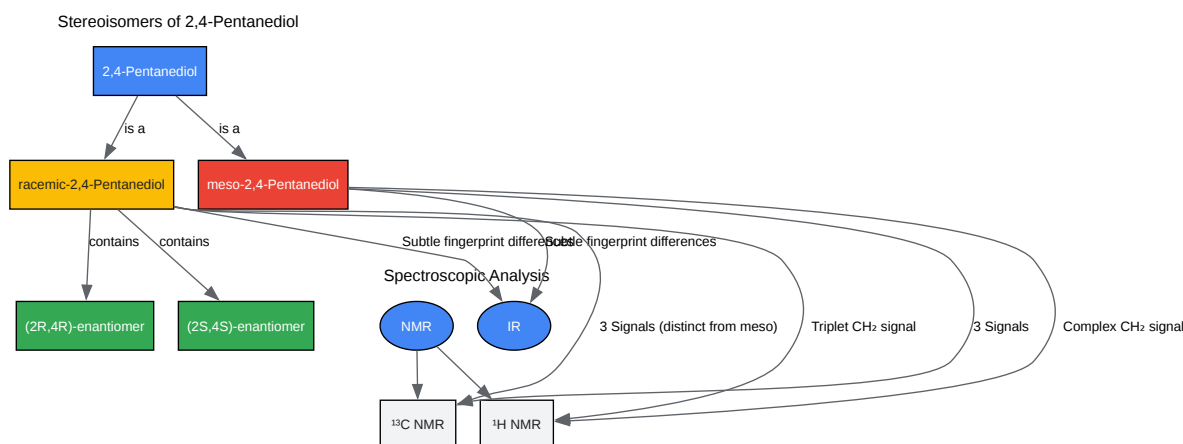 Stereoisomers of 2,4-Pentanediol
2,4-Pentanediol
is a
is a
racemic-2,4-Pentanediol
meso-2,4-Pentanediol
contains
contains
Subtle fingerprint differences
Subtle fingerprint differences
Spectroscopic Analysis
(2R,4R)-enantiomer
(2S,4S)-enantiomer
NMR
IR
3 Signals (distinct from meso)
Triplet CH₂ signal
3 Signals
Complex CH₂ signal
¹³C NMR
¹H NMR